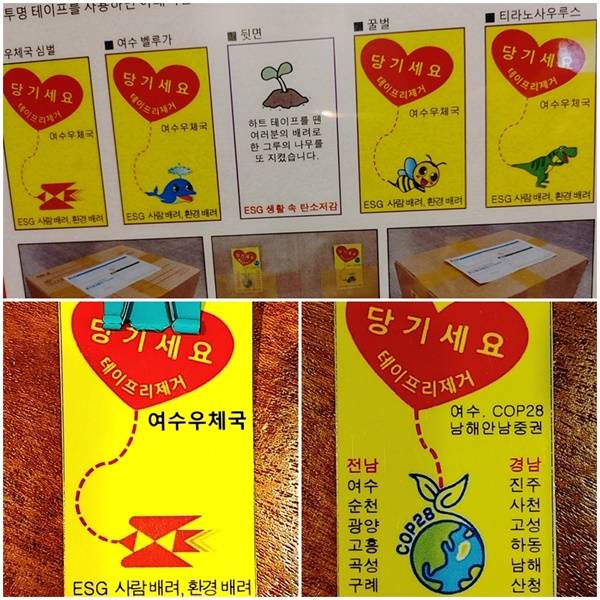 투명 테이프를 사용하는
우체국 심벌
■ 여수 벨루가
■ 뒷면
■ 꿀벌
■ 티라노사우루스
당기세요
테이프리제거
여수우체국
ESG 사람 배려, 환경 배려
당기세요
테이프리제거
여수우체국
ESG 사람 배려, 환경 배려
하트 테이프를 뗀
여러분의 배려로
한 그루의 나무를
또 지켰습니다.
ESG 생활 속 탄소저감
당기세요
테이프리제거
여수우체국
ESG 사람 배려, 환경 배려
당기세요
테이프리제거
여수우체국
ESG 사람 배려, 환경 배려
당기세요
테이프리제거
여수우체국
ESG 사람 배려, 환경 배려
당기세요
테이프리제거
여수. COP28
남해안남중권
전남
여수
순천
광양
고흥
곡성
구례
COP28
경남
진주
사천
고성
하동
남해
산청